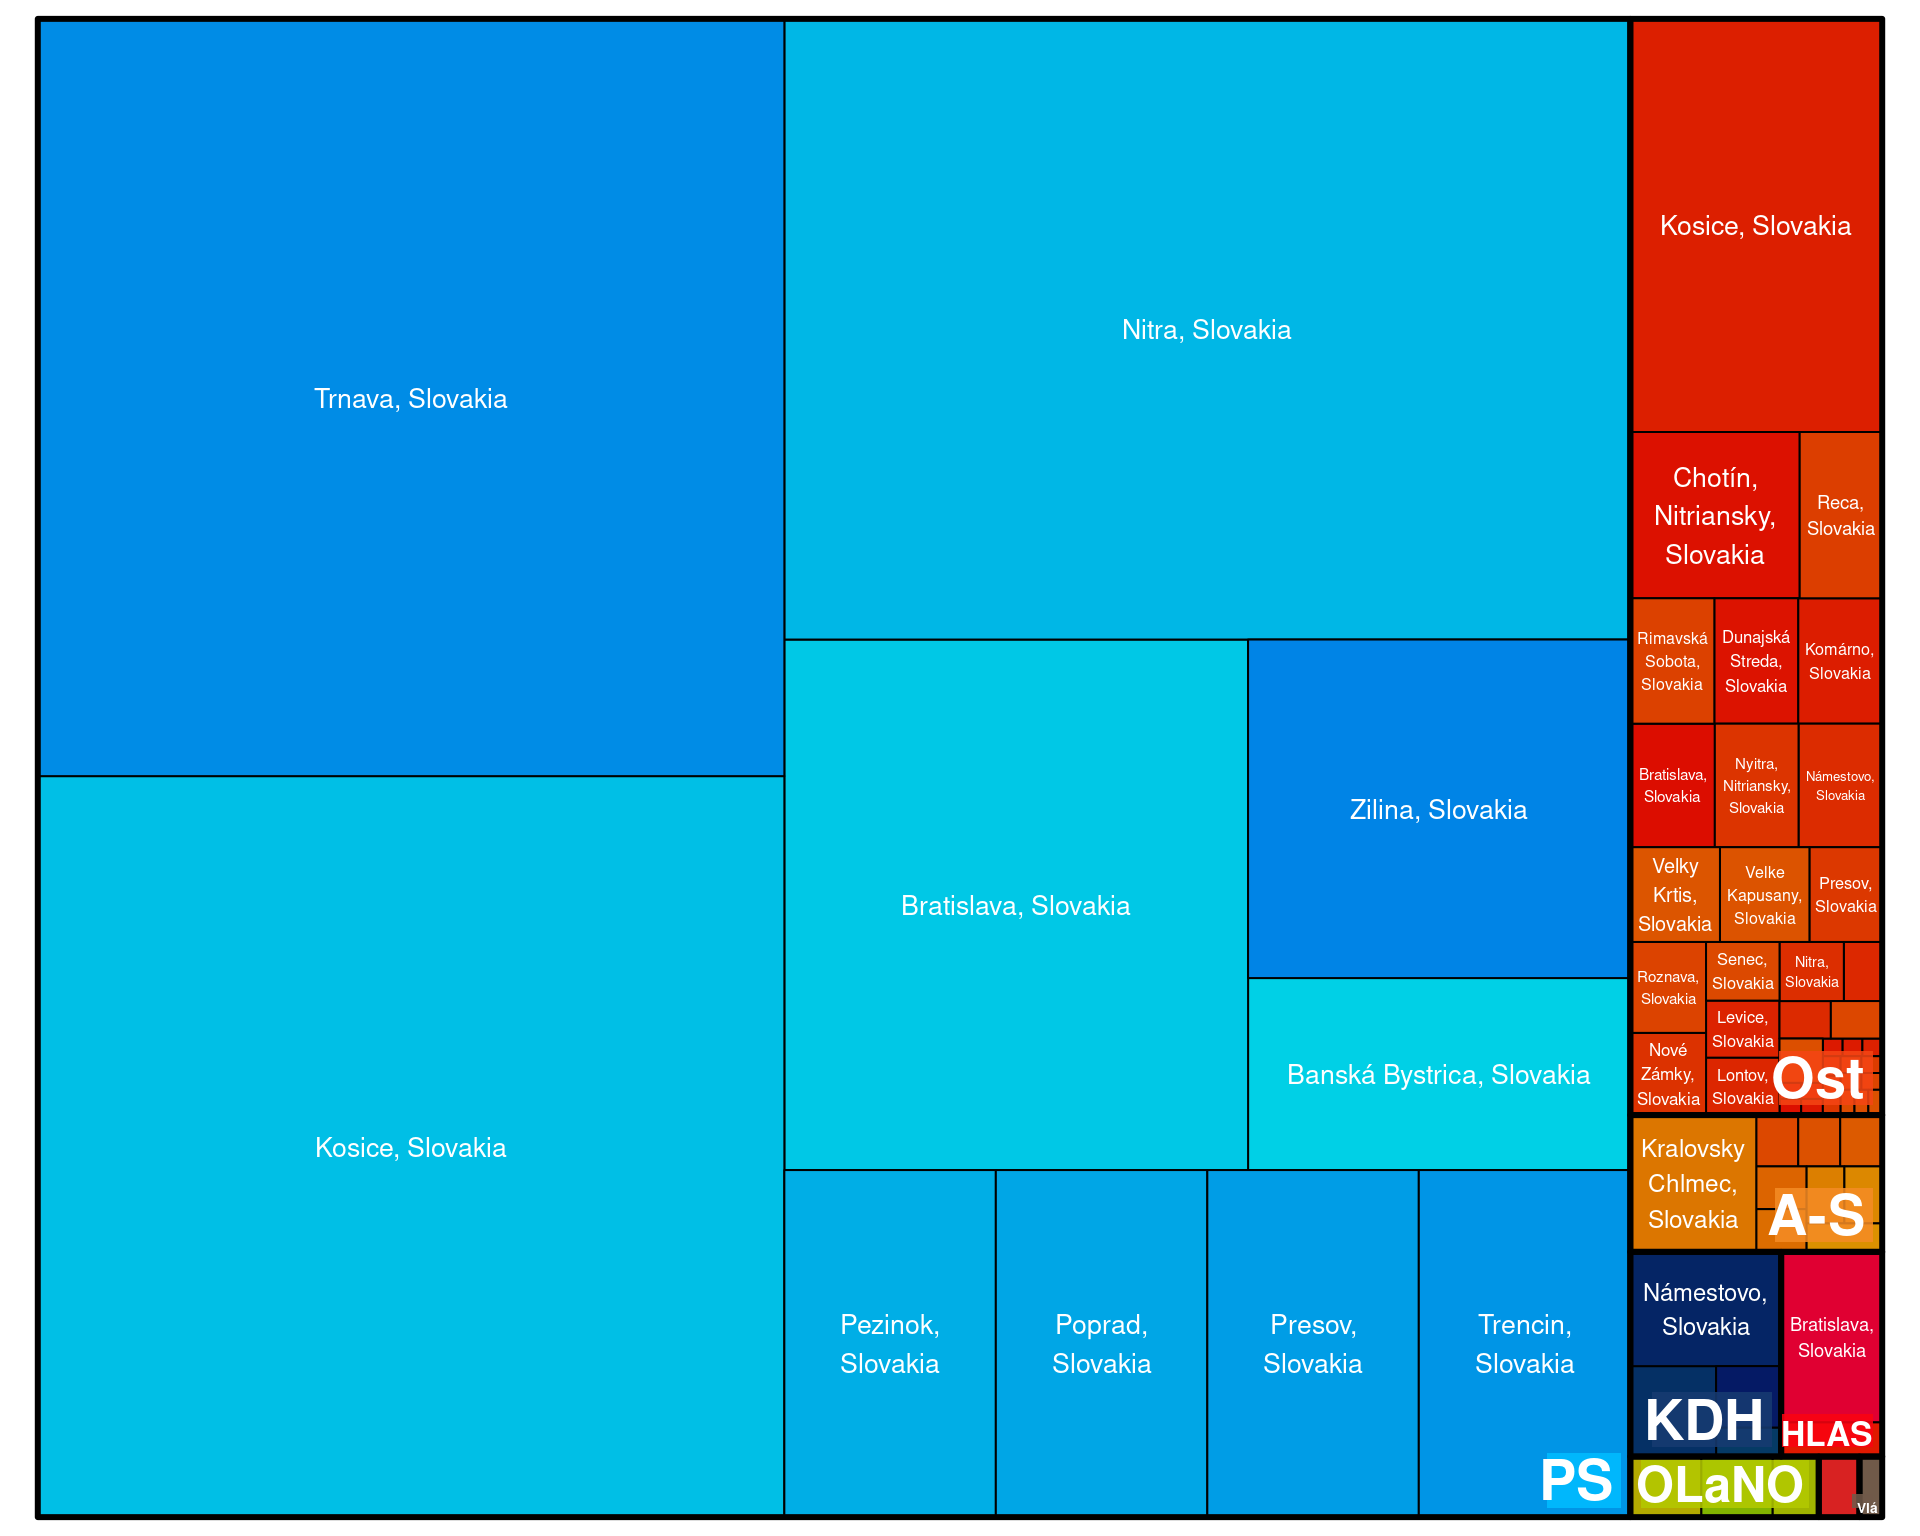 Trnava, Slovakia
Kosice, Slovakia
Nitra, Slovakia
Bratislava, Slovakia
Zilina, Slovakia
Banská Bystrica, Slovakia
Pezinok,
Slovakia
Poprad,
Slovakia
Presov,
Slovakia
Trencin,
Slovakia
PS
Kosice, Slovakia
Chotín,
Nitriansky,
Slovakia
Reca,
Slovakia
Rimavská
Sobota,
Slovakia
Dunajská
Streda,
Slovakia
Komárno,
Slovakia
Bratislava,
Slovakia
Nyitra,
Nitriansky,
Slovakia
Námestovo,
Slovakia
Velky
Krtis,
Slovakia
Velke
Kapusany,
Slovakia
Presov,
Slovakia
Roznava,
Slovakia
Senec,
Slovakia
Nitra,
Slovakia
Levice,
Slovakia
Nové
Zámky,
Slovakia
Lontov,
Slovakia
Ost
Kralovsky
Chlmec,
Slovakia
A-S
Námestovo,
Slovakia
KDH
Bratislava,
Slovakia
HLAS
OLaNO
Vlá